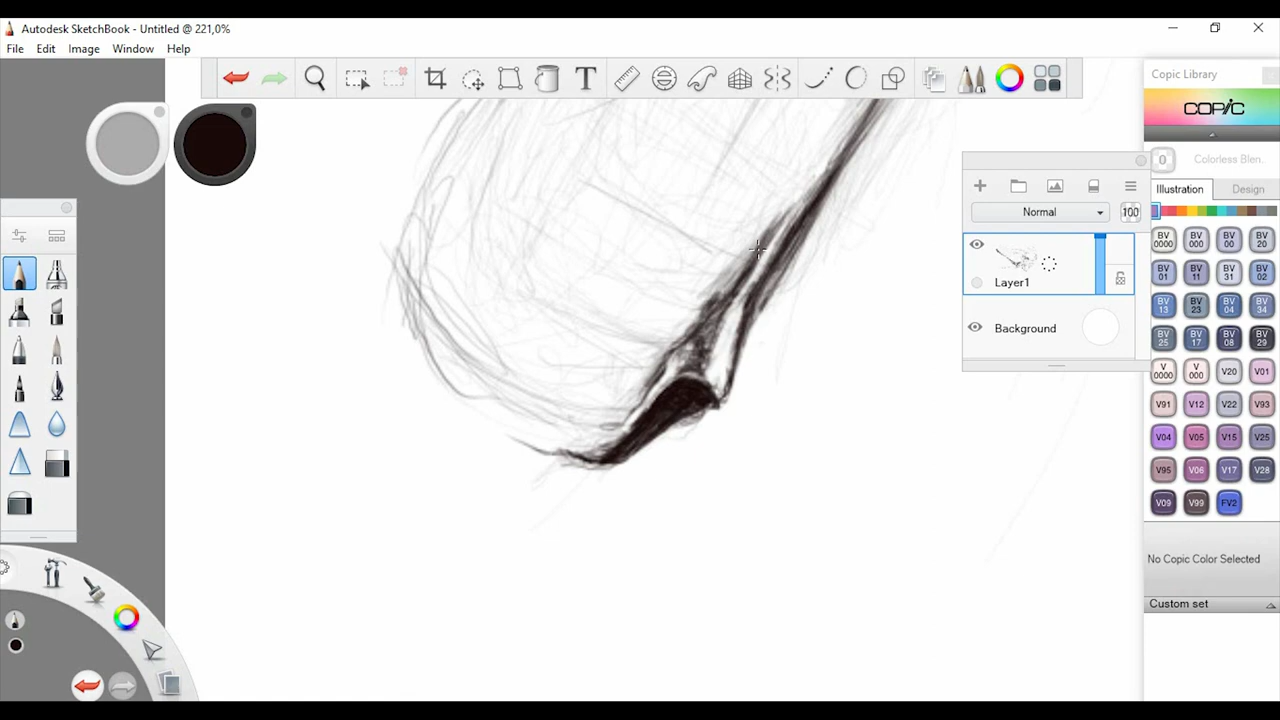 Autodesk SketchBook - Untitled @ 221,0%
File Edit Image Window Help
T
Copic Library
COPIC
0 Colorless Blen.
Illustration Design
Normal 100
Layer1
Background
BV 0000 BV 000 BV 00 BV 20
BV 01 BV 11 BV 31 BV 02
BV 13 BV 23 BV 04 BV 34
BV 25 BV 17 BV 08 BV 29
V 0000 V 000 V20 V01
V91 V12 V22 V93
V04 V05 V15 V25
V95 V06 V17 V28
V09 V99 FV2
No Copic Color Selected
Custom set